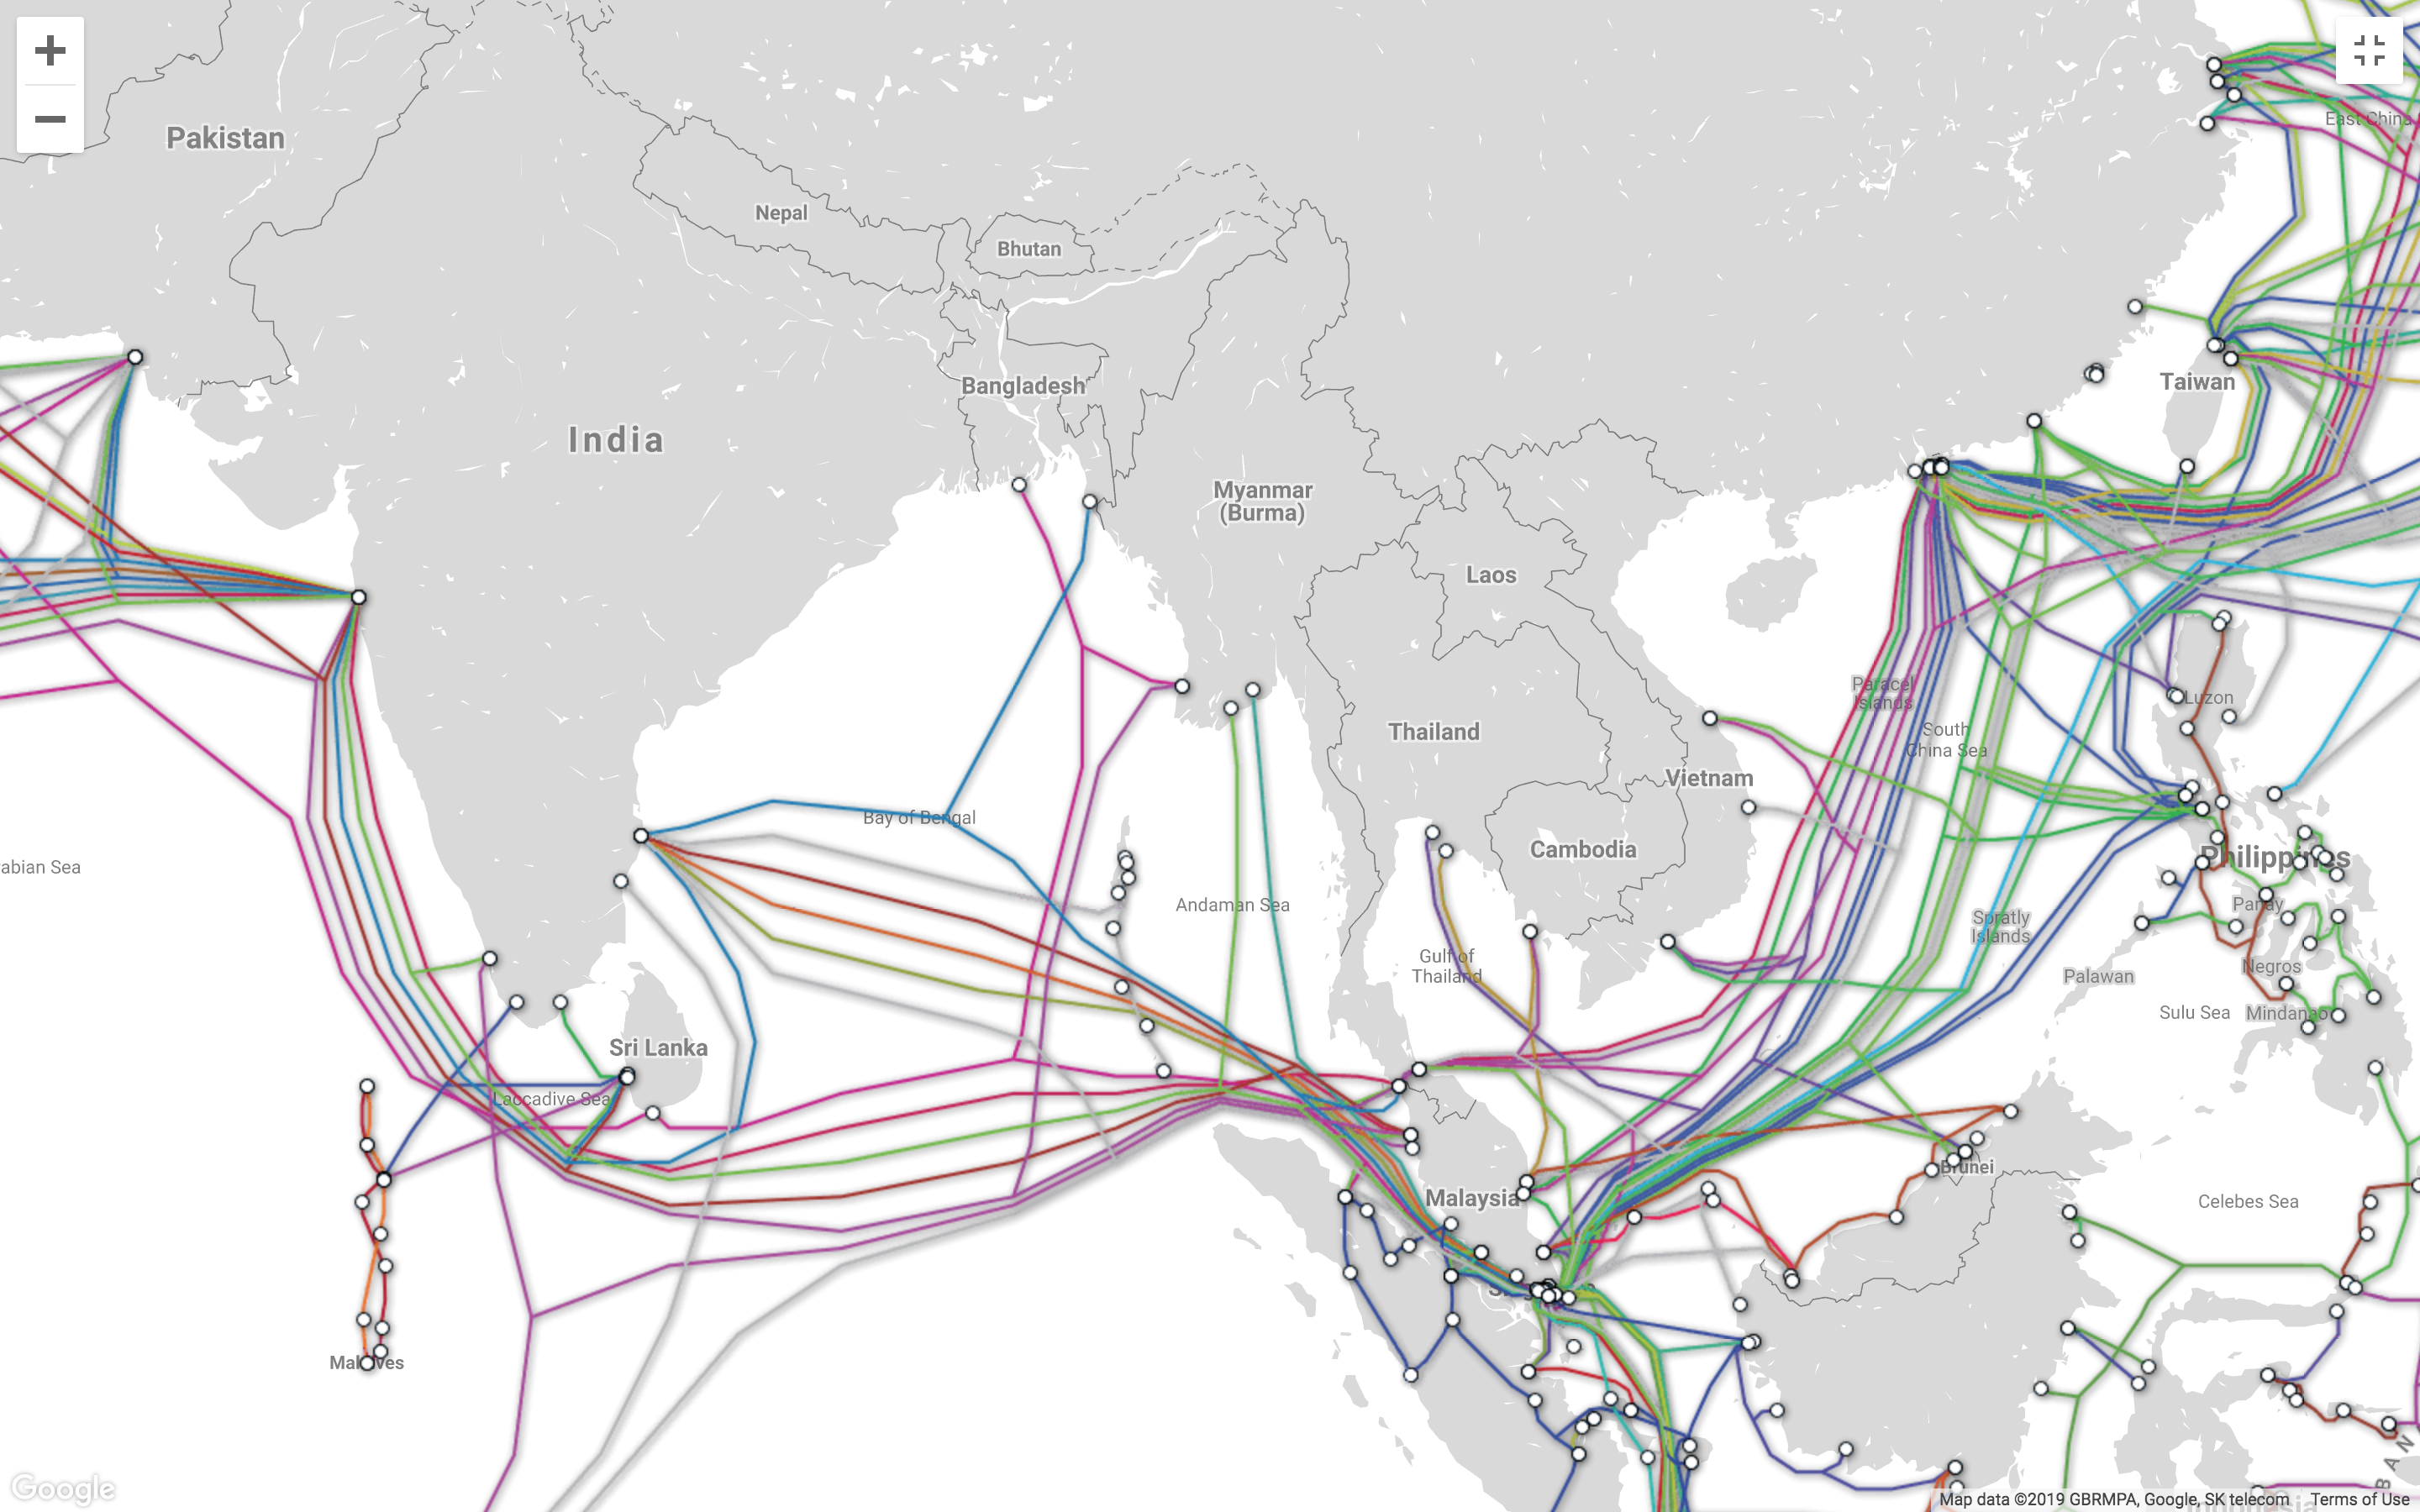 Pakistan
Nepal
Bhutan
East China
Bangladesh
India
Taiwan
Myanmar
(Burma)
Laos
Paracel
Islands
Luzon
Thailand
South
China Sea
Vietnam
Bay of Bengal
Cambodia
Philippines
abian Sea
Andaman Sea
Panay
Spratly
Islands
Gulf of
Thailand
Palawan
Negros
Sulu Sea
Mindanao
Sri Lanka
Laccadive Sea
Brunei
Malaysia
Celebes Sea
Maldives
BAN
Google
Map data ©2019 GBRMPA, Google, SK telecom
Terms of Use